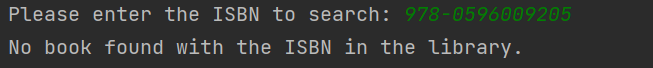 Please enter the ISBN to search: 978-0596009205
No book found with the ISBN in the library.